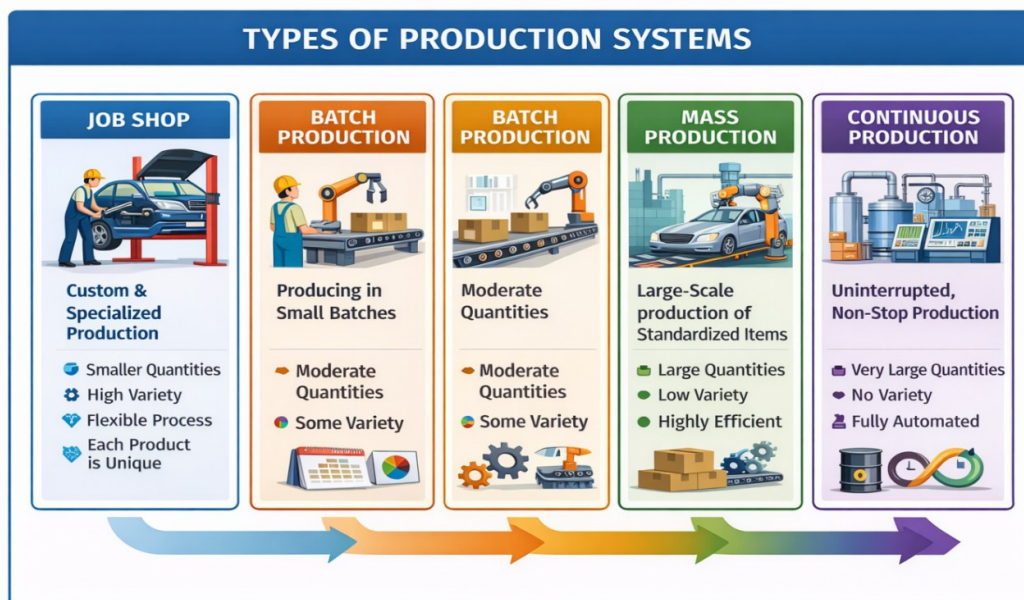 TYPES OF PRODUCTION SYSTEMS
JOB SHOP
Custom &
Specialized
Production
Smaller Quantities
High Variety
Flexible Process
Each Product
is Unique
BATCH
PRODUCTION
Producing in
Small Batches
Moderate
Quantities
Some Variety
BATCH
PRODUCTION
Moderate
Quantities
Moderate
Quantities
Some Variety
MASS
PRODUCTION
Large-Scale
production of
Standardized Items
Large Quantities
Low Variety
Highly Efficient
CONTINUOUS
PRODUCTION
Uninterrupted,
Non-Stop Production
Very Large Quantities
No Variety
Fully Automated